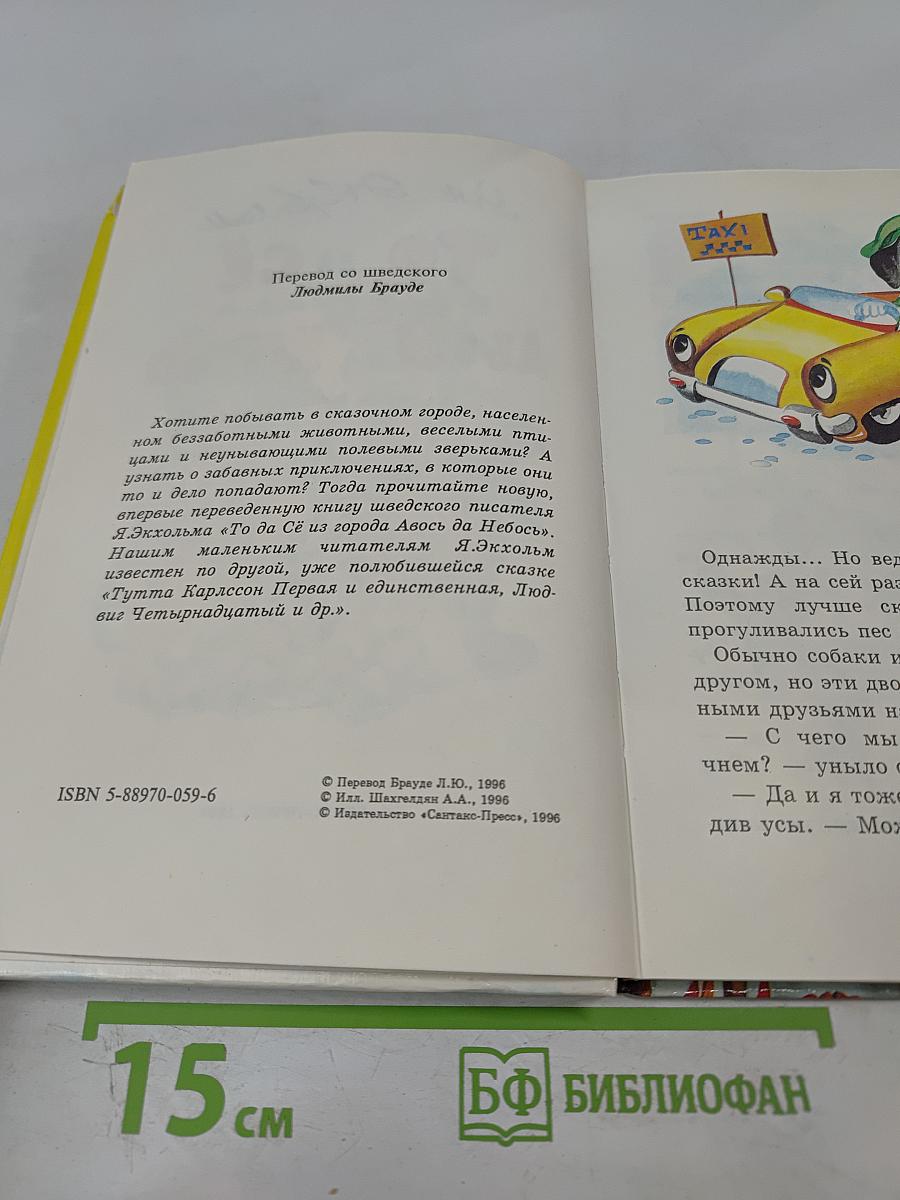 Перевод со шведского
Людмилы Брауде
Хотите побывать в сказочном городе, населен-
ном беззаботными животными, веселыми пти-
цами и неунывающими полевыми зверьками? А
узнать о забавных приключениях, в которые они
то и дело попадают? Тогда прочитайте новую,
впервые переведенную книгу шведского писателя
Я.Экхольма «То да Сё из города Авось да Небось».
Нашим маленьким читателям Я.Экхольм
известен по другой, уже полюбившейся сказке
«Тутта Карлссон Первая и единственная, Люд-
виг Четырнадцатый и др.».
ISBN 5-88970-059-6
© Перевод Брауде Л.Ю., 1996
© Илл. Шахгелдян А.А., 1996
© Издательство «Сантакс-Пресс», 1996
TAXI
Однажды... Но вед
сказки! А на сей раз
Поэтому лучше ск
прогуливались пес
Обычно собаки и
другом, но эти дво
ными друзьями на
— С чего мы
чнем? — уныло с
— Да и я тоже
див усы. — Мож
15 см
БФ БИБЛИОФАН